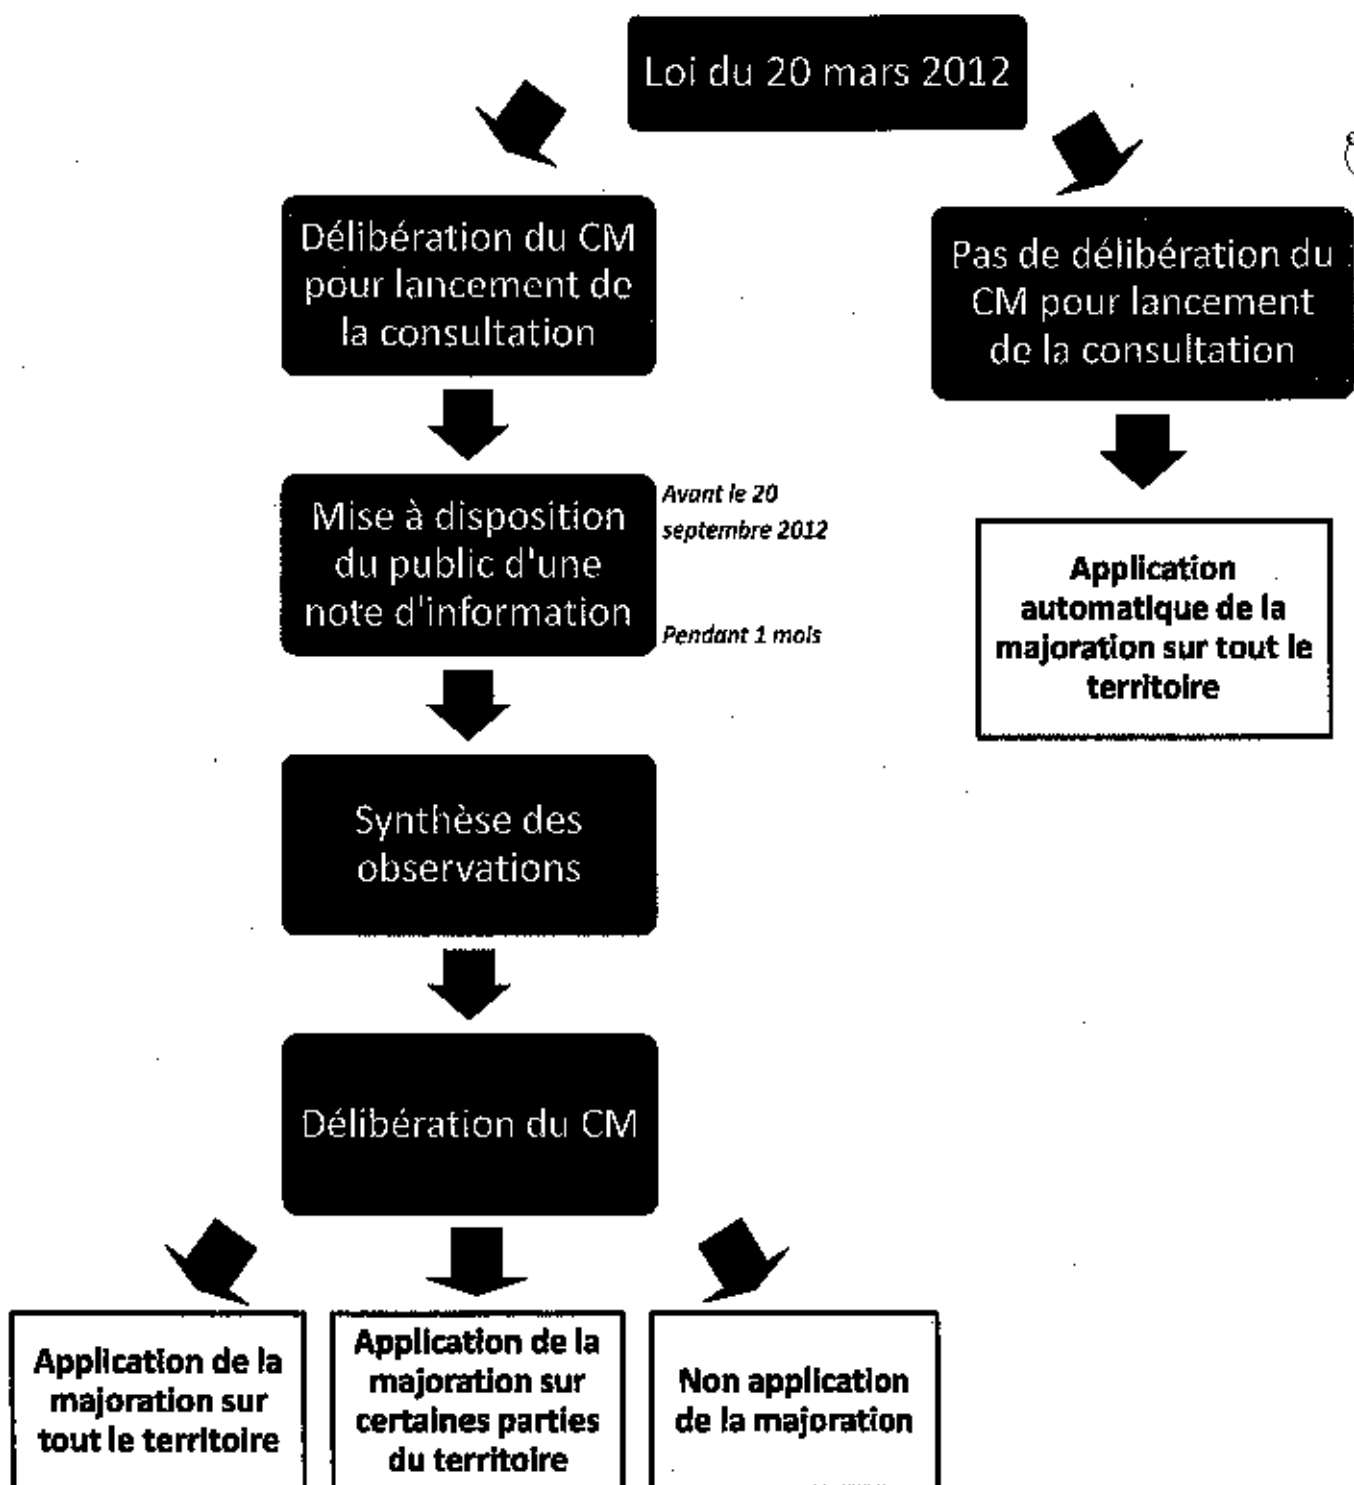 Loi du 20 mars 2012
Délibération du CM
pour lancement de
la consultation
Pas de délibération du
CM pour lancement
de la consultation
Mise à disposition
du public d'une
note d'information
Avant le 20
septembre 2012
Pendant 1 mois
Application
automatique de la
majoration sur tout le
territoire
Synthèse des
observations
Délibération du CM
Application de la
majoration sur
tout le territoire
Application de la
majoration sur
certaines parties
du territoire
Non application
de la majoration